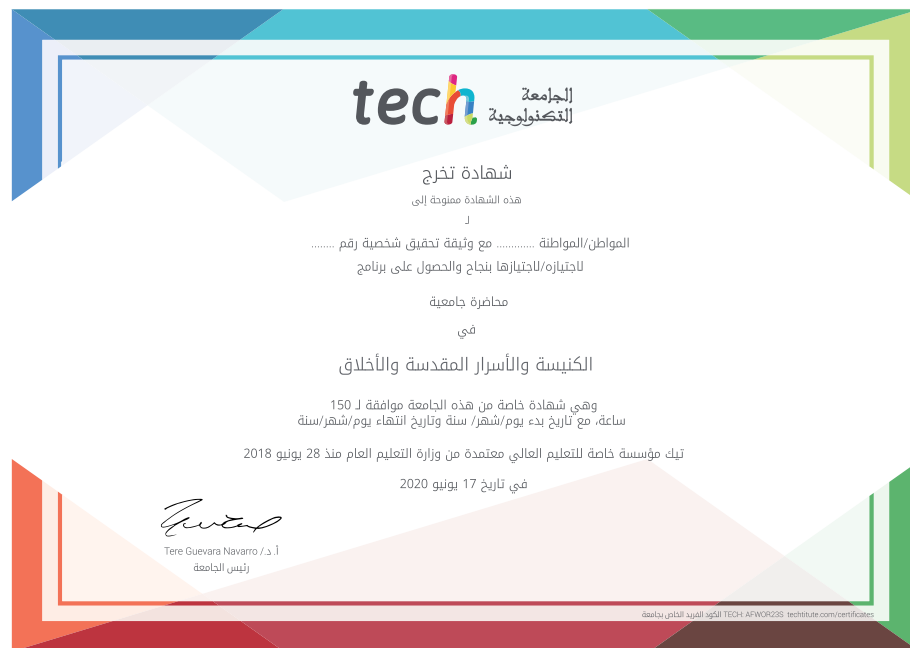 tech الجامعة
التكنولوجية
شهادة تخرج
هذه الشهادة ممنوحة إلى
لـ
المواطن/المواطنة ............. مع وثيقة تحقيق شخصية رقم ........
لاجتيازه/لاجتيازها بنجاح والحصول على برنامج
محاضرة جامعية
في
الكنيسة والأسرار المقدسة والأخلاق
وهي شهادة خاصة من هذه الجامعة موافقة لـ 150
ساعة، مع تاريخ بدء يوم/شهر/ سنة وتاريخ انتهاء يوم/شهر/سنة
تيك مؤسسة خاصة للتعليم العالي معتمدة من وزارة التعليم العام منذ 28 يونيو 2018
في تاريخ 17 يونيو 2020
أ. د./ Tere Guevara Navarro
رئيس الجامعة
الكود الفريد الخاص بجامعة TECH: AFWOR23S techtitute.com/certificates